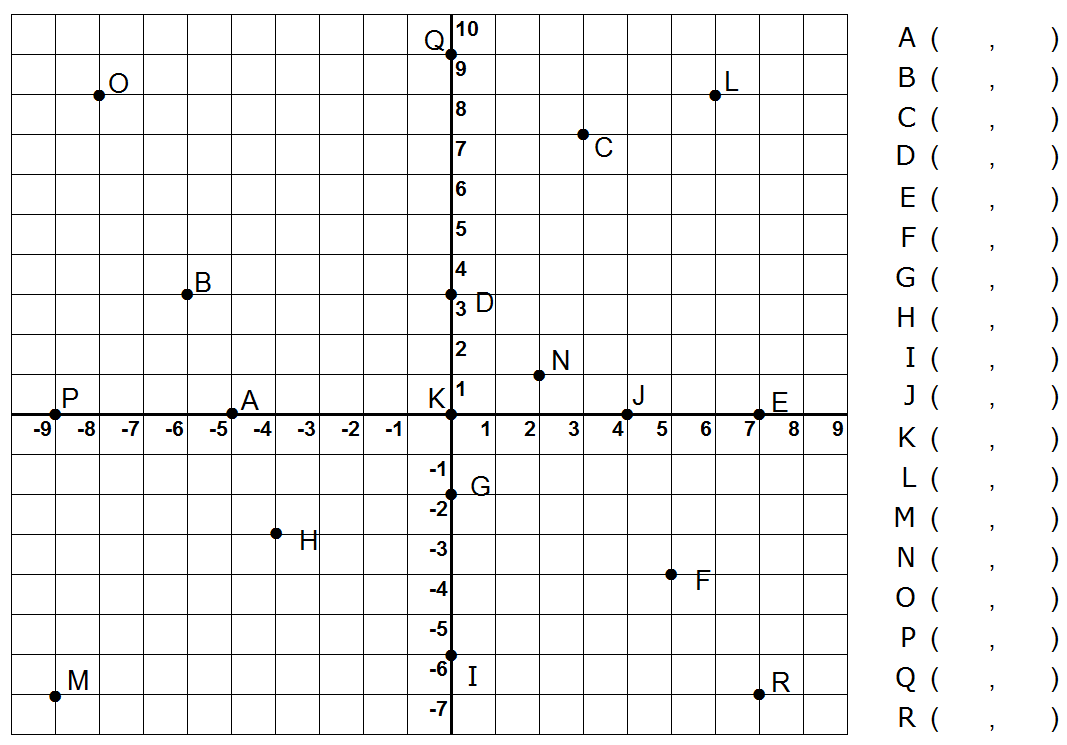 10
Q
9
O
L
8
C
7
6
5
4
B
D
3
2
N
1
P
A
K
J
E
-9 -8 -7 -6 -5 -4 -3 -2 -1 1 2 3 4 5 6 7 8 9
-1
G
-2
H
-3
F
-4
-5
-6
I
M
R
-7
A ( , )
B ( , )
C ( , )
D ( , )
E ( , )
F ( , )
G ( , )
H ( , )
I ( , )
J ( , )
K ( , )
L ( , )
M ( , )
N ( , )
O ( , )
P ( , )
Q ( , )
R ( , )